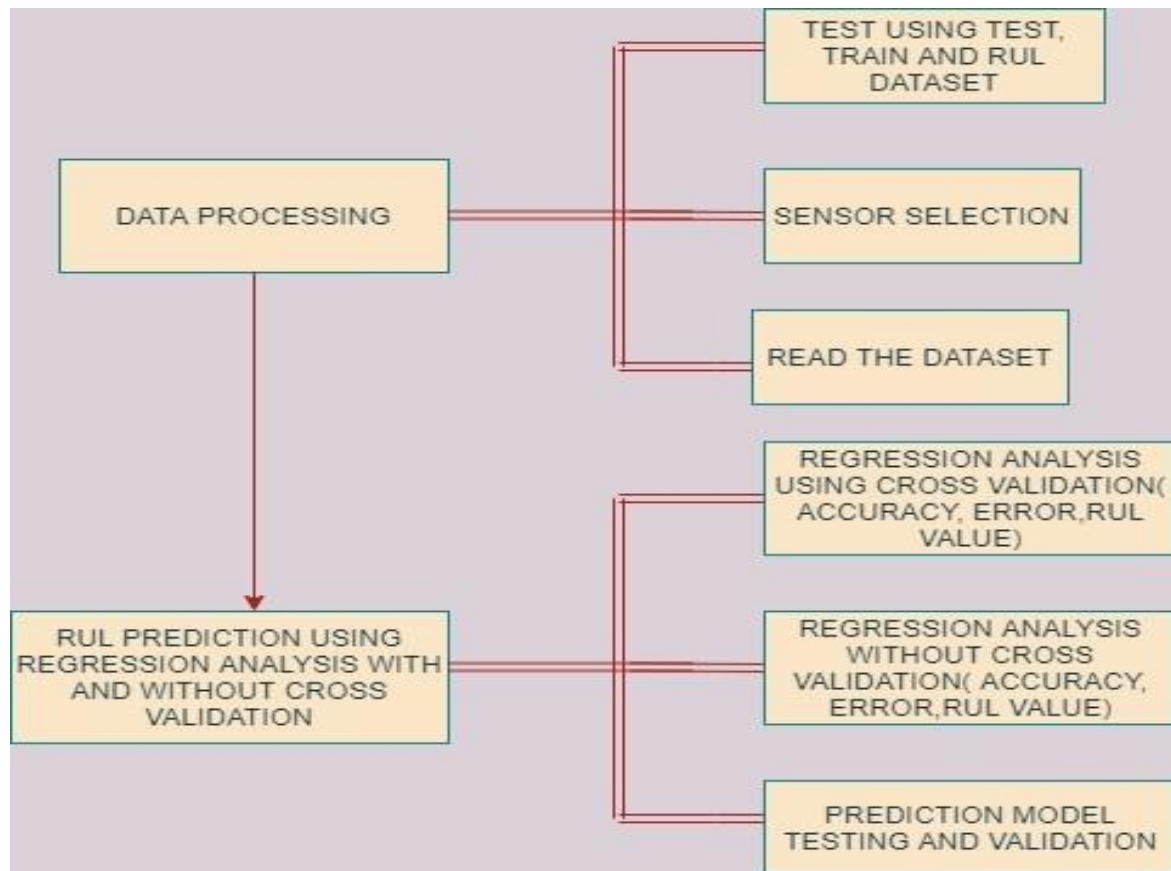 TEST USING TEST,
TRAIN AND RUL
DATASET
DATA PROCESSING
SENSOR SELECTION
READ THE DATASET
REGRESSION ANALYSIS
USING CROSS VALIDATION(
ACCURACY, ERROR,RUL
VALUE)
RUL PREDICTION USING
REGRESSION ANALYSIS WITH
AND WITHOUT CROSS
VALIDATION
REGRESSION ANALYSIS
WITHOUT CROSS
VALIDATION( ACCURACY,
ERROR,RUL VALUE)
PREDICTION MODEL
TESTING AND VALIDATION